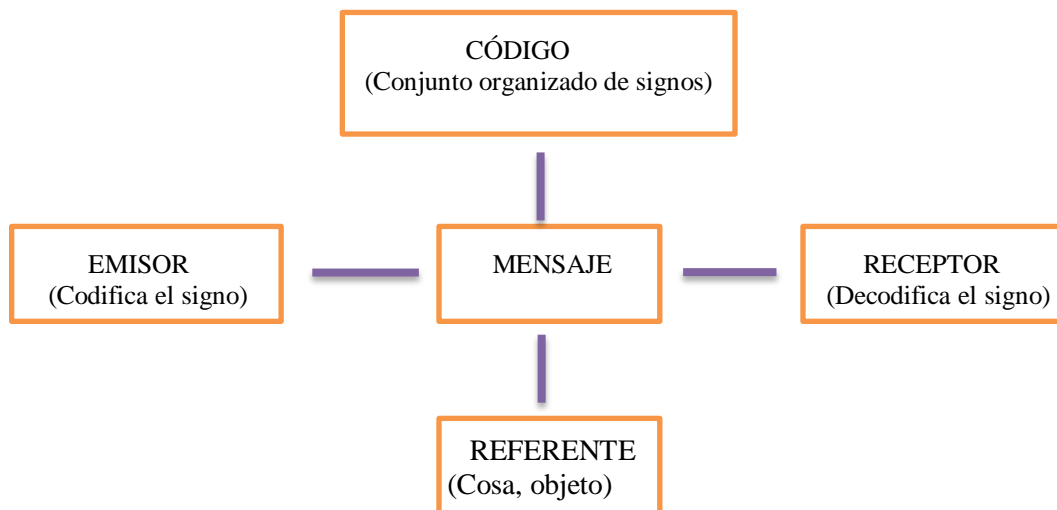 CÓDIGO
(Conjunto organizado de signos)
EMISOR
(Codifica el signo)
MENSAJE
RECEPTOR
(Decodifica el signo)
REFERENTE
(Cosa, objeto)